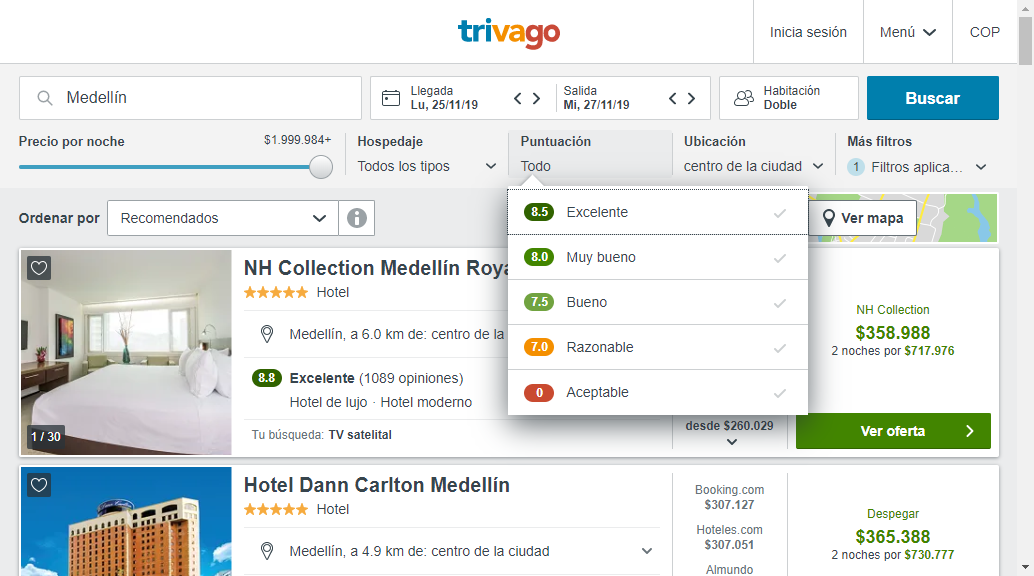 trivago
Inicia sesión
Menú
COP
Medellín
Llegada
Lu, 25/11/19
Salida
Mi, 27/11/19
Habitación
Doble
Buscar
Precio por noche
$1.999.984+
Hospedaje
Todos los tipos
Puntuación
Todo
Ubicación
centro de la ciudad
Más filtros
1 Filtros aplica...
Ordenar por
Recomendados
Ver mapa
8.5 Excelente
8.0 Muy bueno
7.5 Bueno
7.0 Razonable
0 Aceptable
NH Collection Medellín Roya
Hotel
Medellín, a 6.0 km de: centro de la
8.8 Excelente (1089 opiniones)
Hotel de lujo · Hotel moderno
Tu búsqueda: TV satelital
1 / 30
desde $260.029
NH Collection
$358.988
2 noches por $717.976
Ver oferta
Hotel Dann Carlton Medellín
Hotel
Medellín, a 4.9 km de: centro de la ciudad
Booking.com
$307.127
Hoteles.com
$307.051
Almundo
Despegar
$365.388
2 noches por $730.777